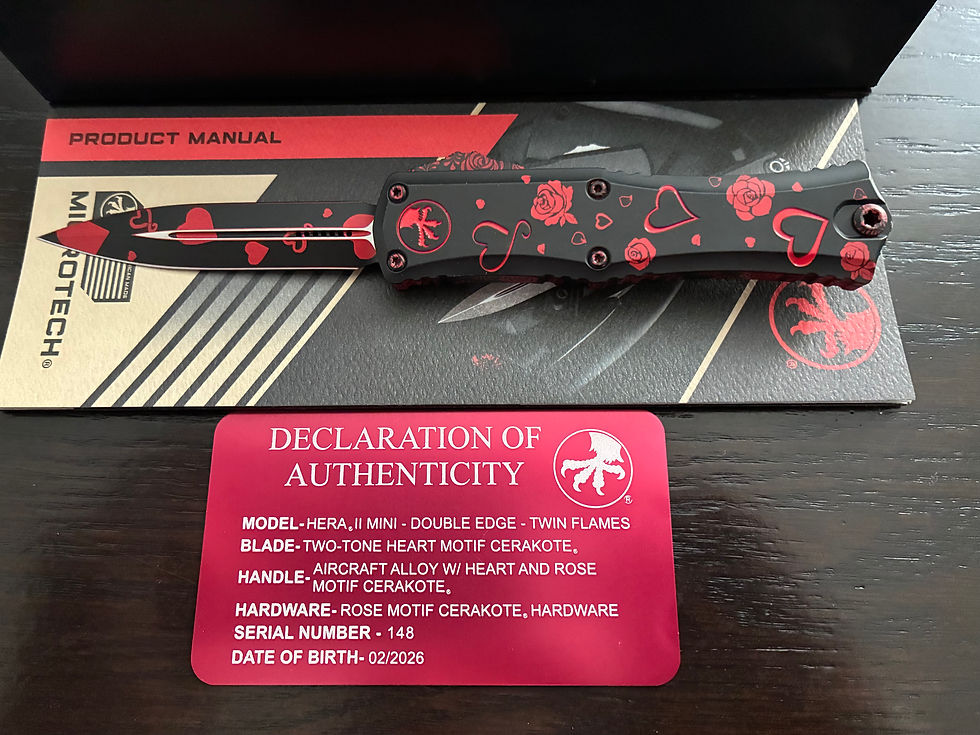 PRODUCT MANUAL
MICROTECH®
AMERICAN MADE
DECLARATION OF
AUTHENTICITY
®
MODEL-HERA®II MINI - DOUBLE EDGE - TWIN FLAMES
BLADE-TWO-TONE HEART MOTIF CERAKOTE®
HANDLE-AIRCRAFT ALLOY W/ HEART AND ROSE
MOTIF CERAKOTE®
HARDWARE- ROSE MOTIF CERAKOTE® HARDWARE
SERIAL NUMBER - 148
DATE OF BIRTH- 02/2026